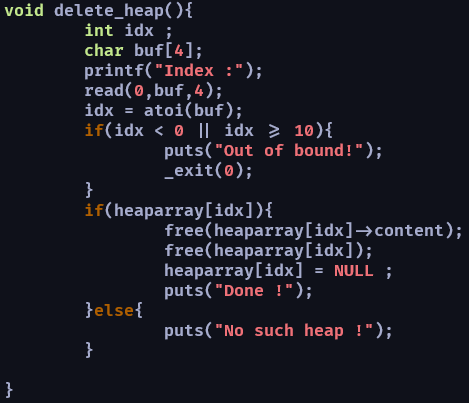 void delete_heap(){
        int idx ;
        char buf[4];
        printf("Index :");
        read(0,buf,4);
        idx = atoi(buf);
        if(idx < 0 || idx >= 10){
                puts("Out of bound!");
                _exit(0);
        }
        if(heaparray[idx]){
                free(heaparray[idx]->content);
                free(heaparray[idx]);
                heaparray[idx] = NULL ;
                puts("Done !");
        }else{
                puts("No such heap !");
        }

}